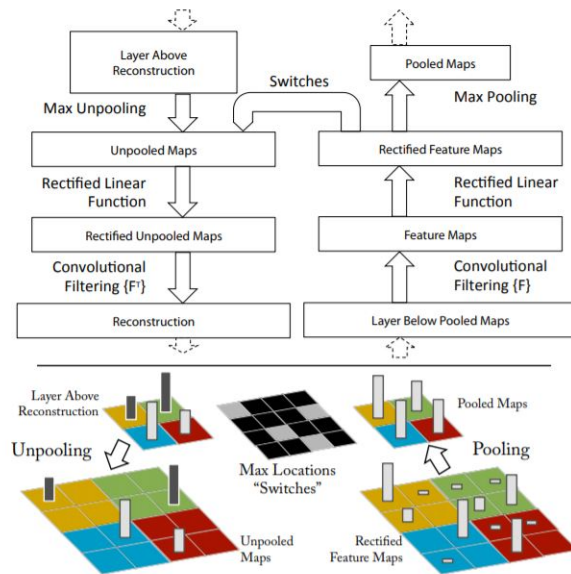 Layer Above
Reconstruction
Pooled Maps
Switches
Max Unpooling
Max Pooling
Unpooled Maps
Rectified Feature Maps
Rectified Linear
Function
Rectified Linear
Function
Rectified Unpooled Maps
Feature Maps
Convolutional
Filtering {Fᵀ}
Convolutional
Filtering {F}
Reconstruction
Layer Below Pooled Maps
Layer Above
Reconstruction
Pooled Maps
Unpooling
Max Locations
"Switches"
Pooling
Unpooled
Maps
Rectified
Feature Maps